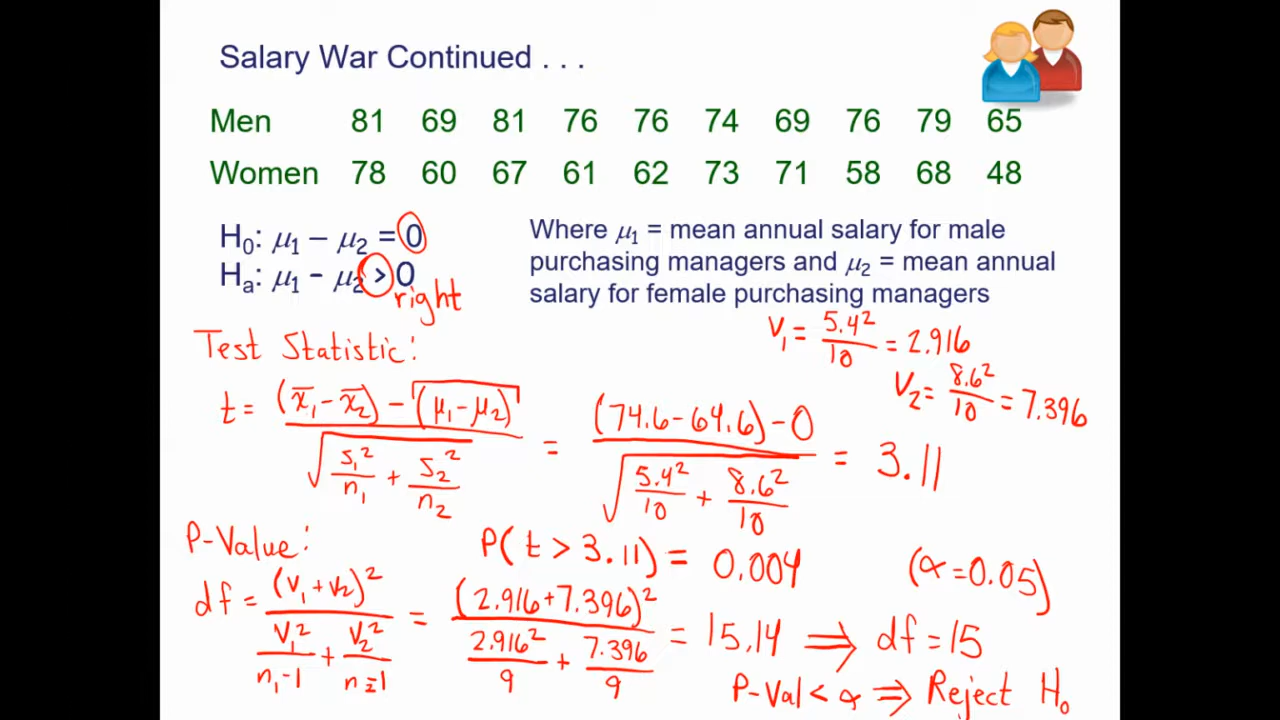 Salary War Continued . . .
Men 81 69 81 76 76 74 69 76 79 65
Women 78 60 67 61 62 73 71 58 68 48
H₀: μ₁ – μ₂ = 0
Hₐ: μ₁ - μ₂ > 0
right
Where μ₁ = mean annual salary for male
purchasing managers and μ₂ = mean annual
salary for female purchasing managers
V₁ = 5.4²/10 = 2.916
V₂ = 8.6²/10 = 7.396
Test Statistic:
t = ((x̄₁ - x̄₂) - (μ₁ - μ₂)) / √(s₁²/n₁ + s₂²/n₂) = ((74.6 - 64.6) - 0) / √(5.4²/10 + 8.6²/10) = 3.11
P-Value: P(t > 3.11) = 0.004 (α = 0.05)
df = (V₁ + V₂)² / (V₁²/(n₁-1) + V₂²/(n₂-1)) = (2.916 + 7.396)² / (2.916²/9 + 7.396/9) = 15.14 ⇒ df = 15
P-Val < α ⇒ Reject H₀